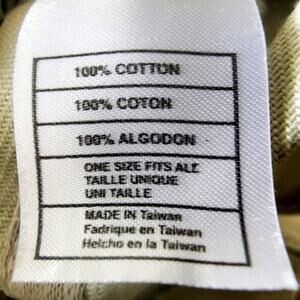 100% COTTON
100% COTON
100% ALGODON
ONE SIZE FITS ALL
TAILLE UNIQUE
UNI TAILLE
MADE IN Taiwan
Fadrique en Taiwan
Helcho en la Taiwan